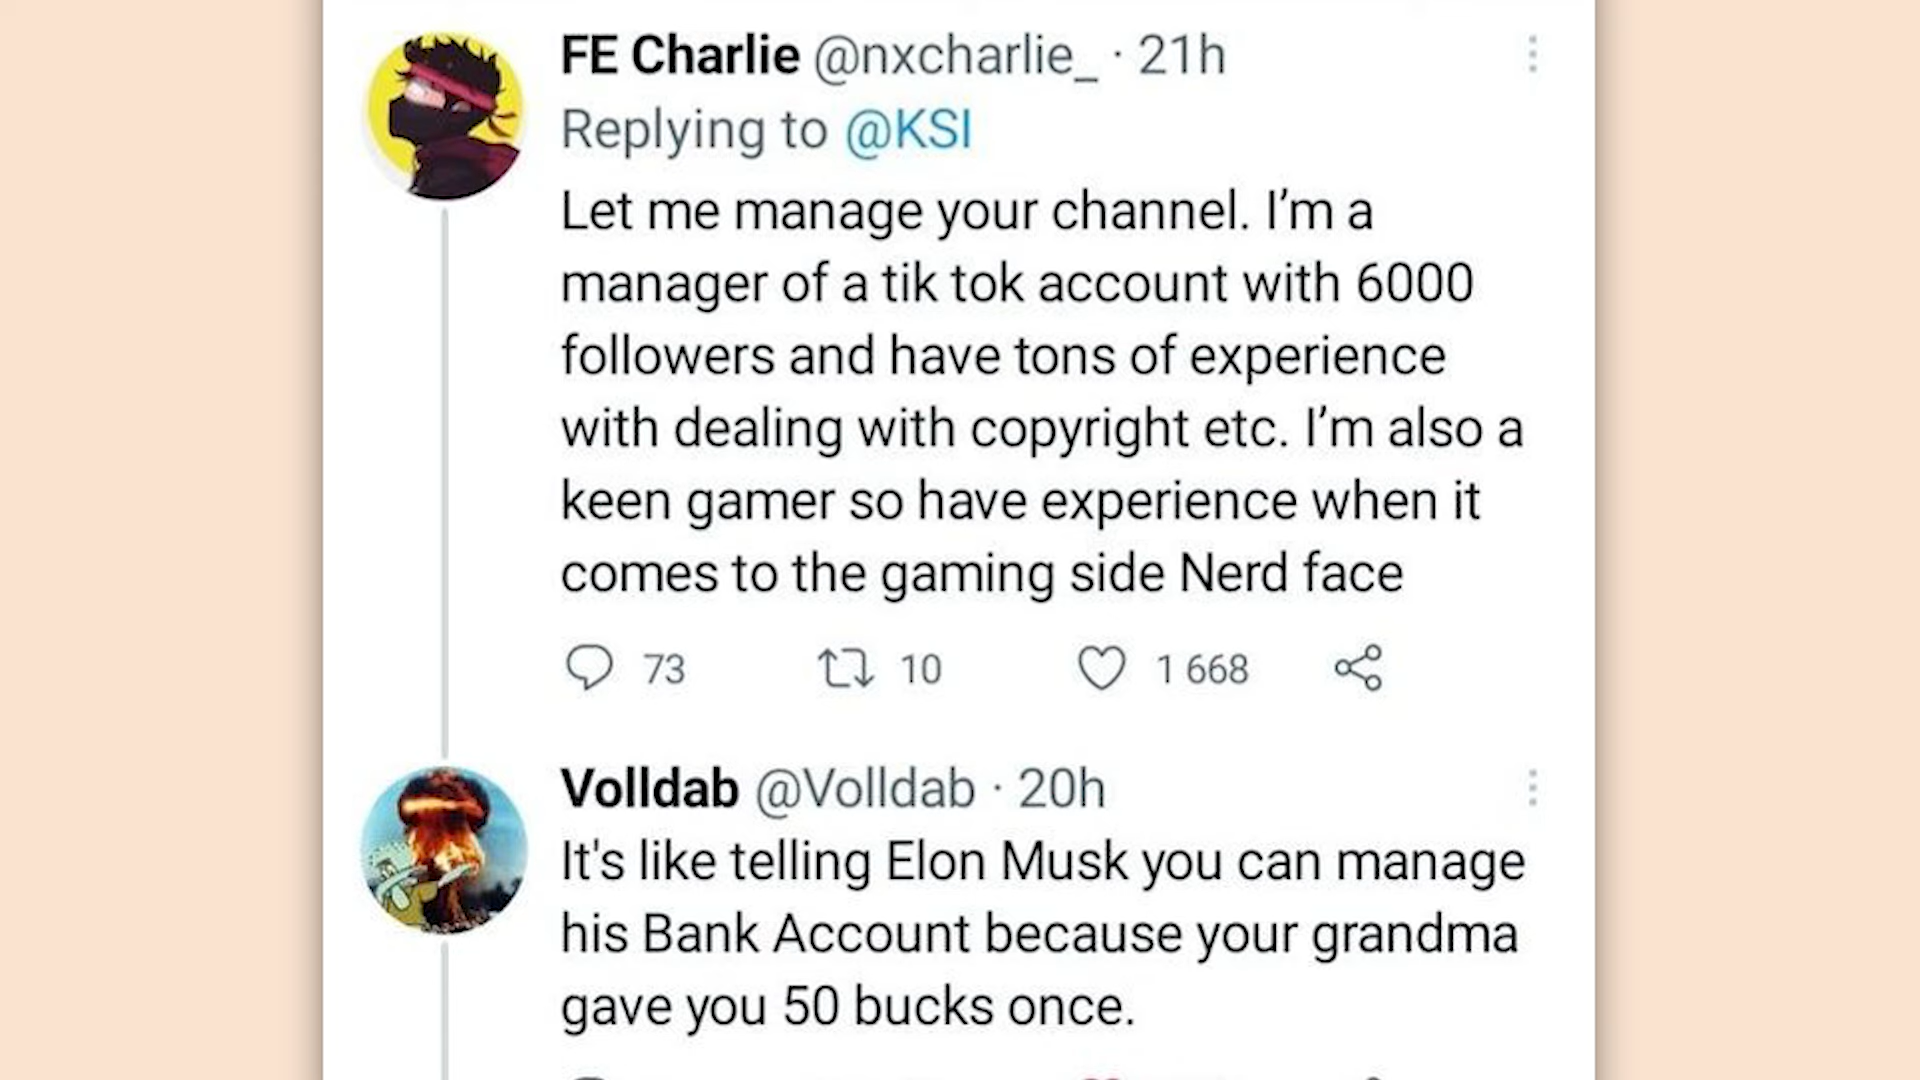 FE Charlie @nxcharlie_ · 21h
Replying to @KSI
Let me manage your channel. I’m a
manager of a tik tok account with 6000
followers and have tons of experience
with dealing with copyright etc. I’m also a
keen gamer so have experience when it
comes to the gaming side Nerd face
73 10 1 668
Volldab @Volldab · 20h
It's like telling Elon Musk you can manage
his Bank Account because your grandma
gave you 50 bucks once.